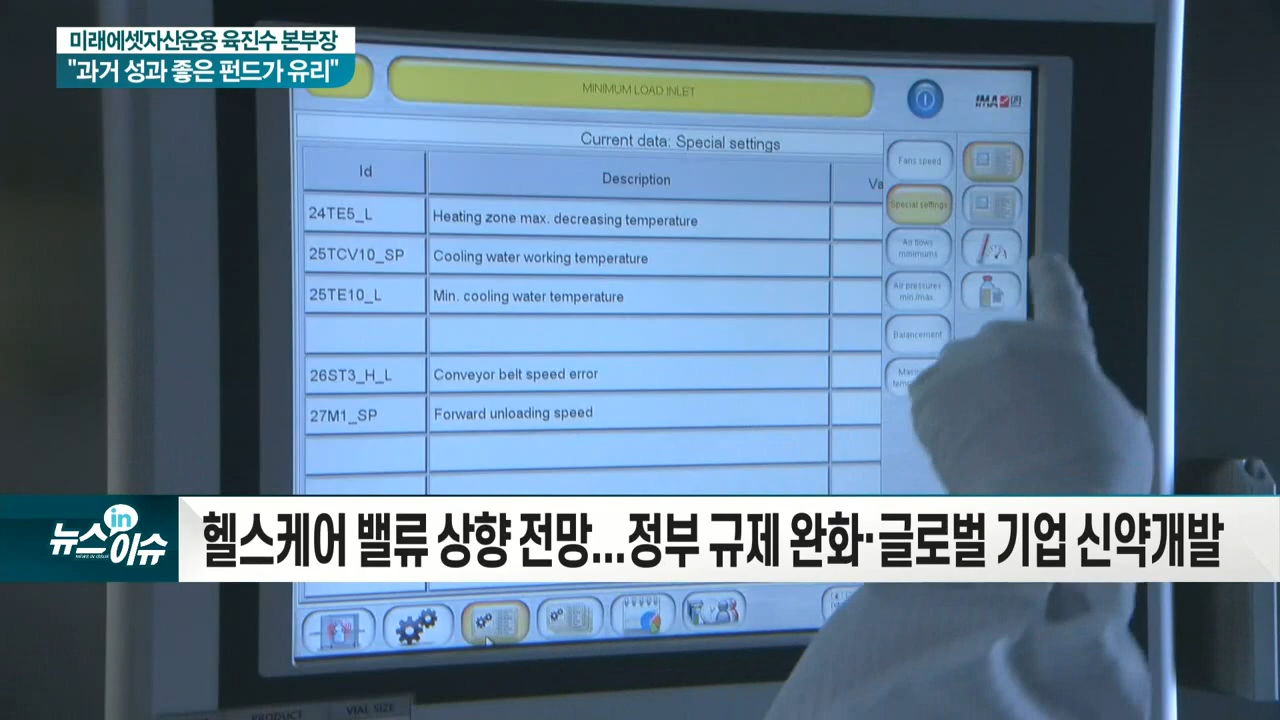 미래에셋자산운용 육진수 본부장
"과거 성과 좋은 펀드가 유리"
MINIMUM LOAD INLET
IMA
Current data: Special settings
Id
Description
24TE5_L
Heating zone max. decreasing temperature
25TCV10_SP
Cooling water working temperature
25TE10_L
Min. cooling water temperature
26ST3_H_L
Conveyor belt speed error
27M1_SP
Forward unloading speed
Fans speed
Special settings
Air flows
minimums
Air pressures
min./max.
Balancement
뉴스in이슈
NEWS IN ISSUE
헬스케어 밸류 상향 전망...정부 규제 완화·글로벌 기업 신약개발
PRODUCT
VIAL SIZE